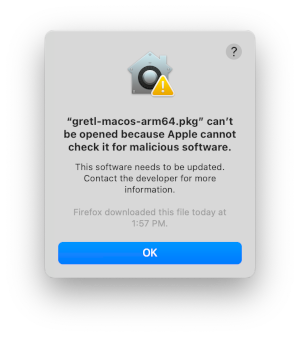 ?
“gretl-macos-arm64.pkg” can’t
be opened because Apple cannot
check it for malicious software.
This software needs to be updated.
Contact the developer for more
information.
Firefox downloaded this file today at
1:57 PM.
OK